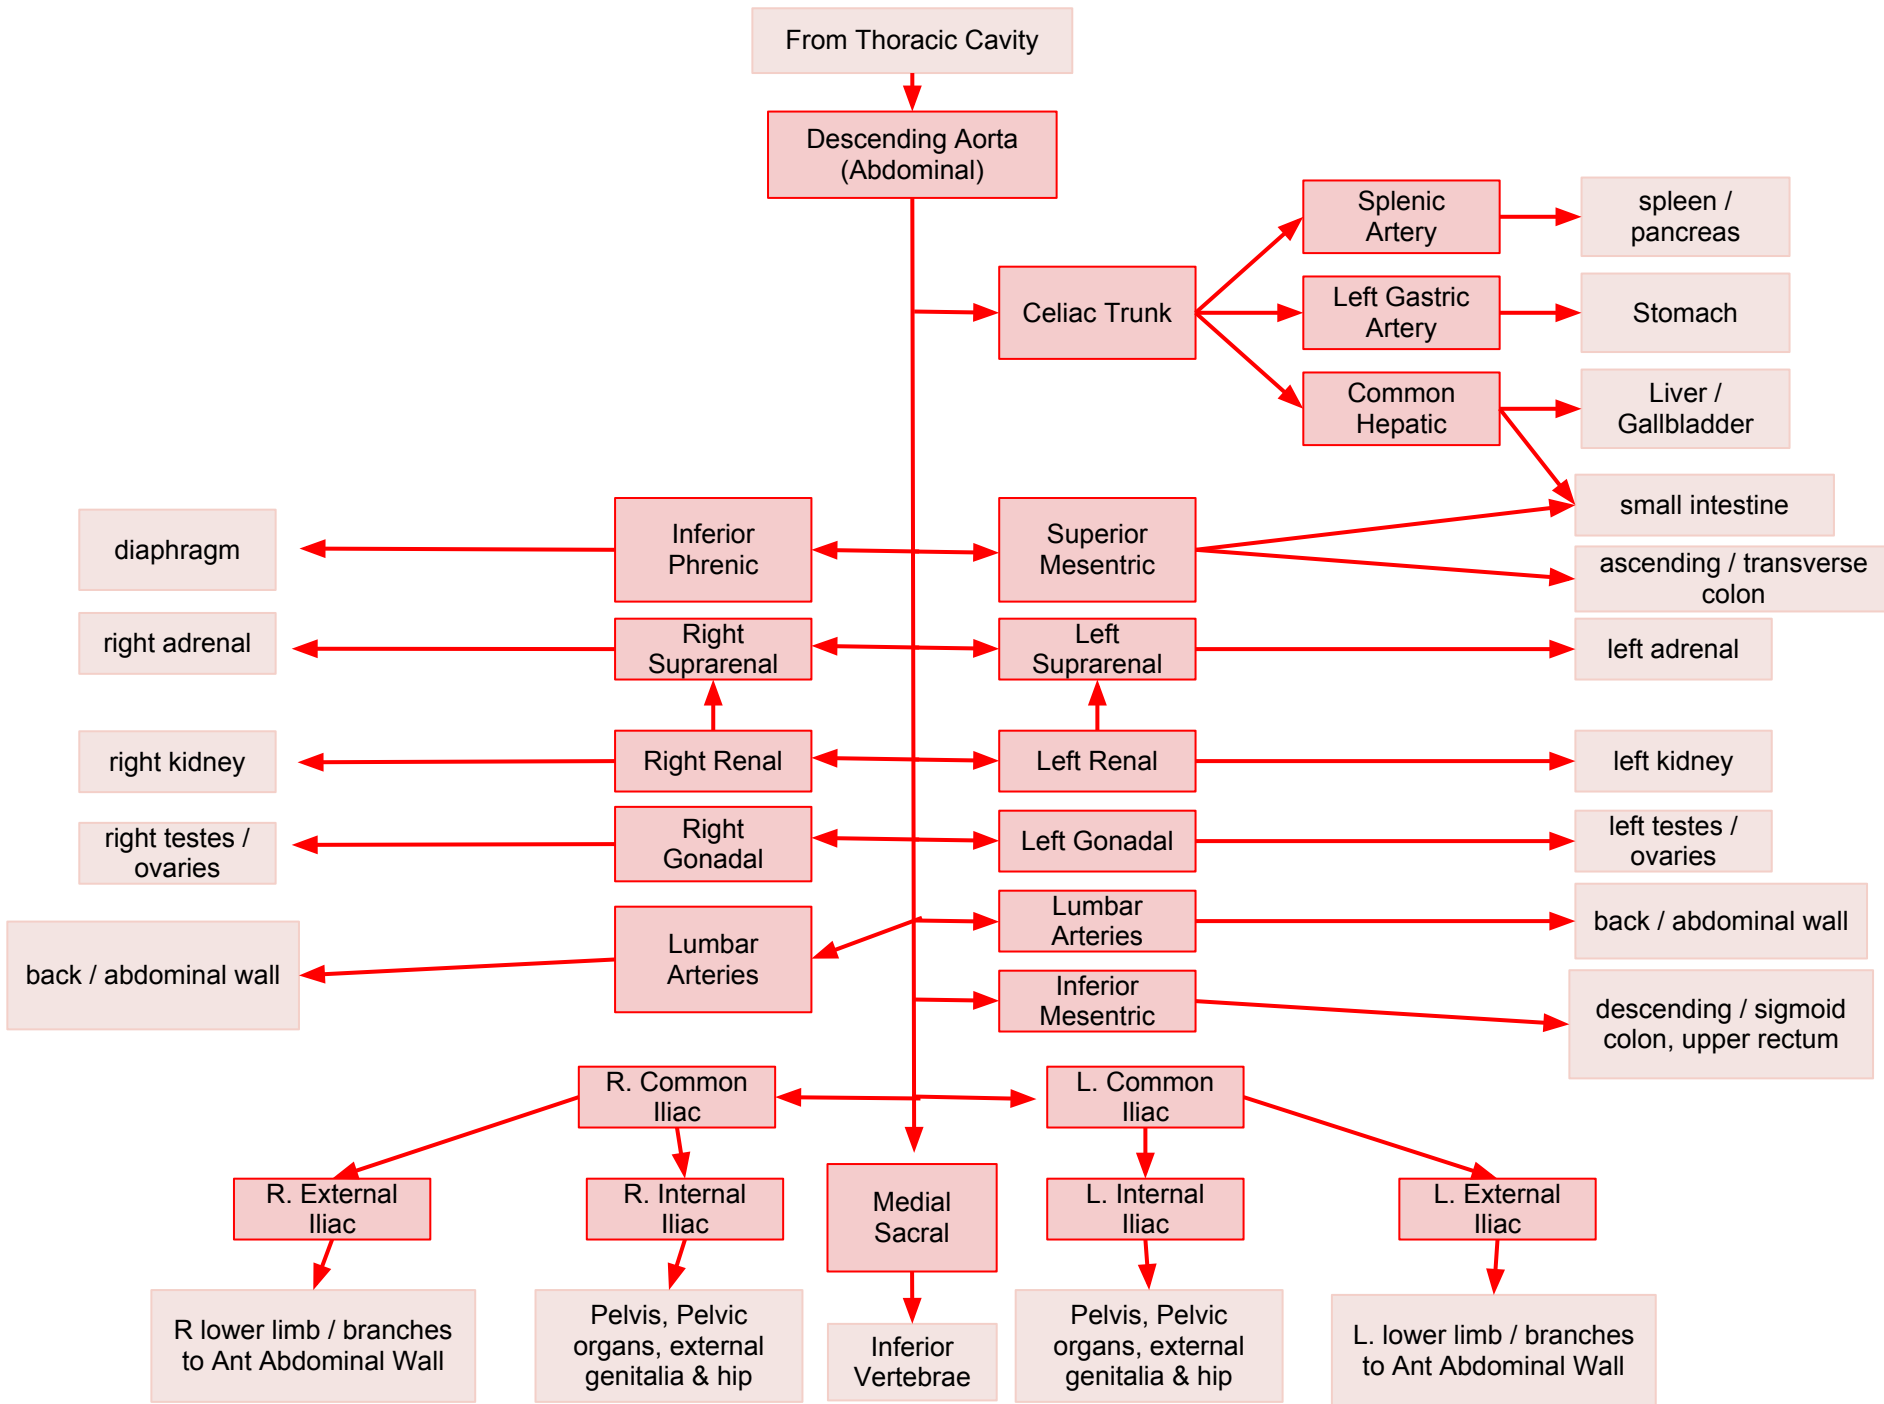 From Thoracic Cavity
Descending Aorta
(Abdominal)
Splenic
Artery
spleen /
pancreas
Celiac Trunk
Left Gastric
Artery
Stomach
Common
Hepatic
Liver /
Gallbladder
small intestine
diaphragm
Inferior
Phrenic
Superior
Mesentric
ascending / transverse
colon
right adrenal
Right
Suprarenal
Left
Suprarenal
left adrenal
right kidney
Right Renal
Left Renal
left kidney
right testes /
ovaries
Right
Gonadal
Left Gonadal
left testes /
ovaries
back / abdominal wall
Lumbar
Arteries
Lumbar
Arteries
back / abdominal wall
Inferior
Mesentric
descending / sigmoid
colon, upper rectum
R. Common
Iliac
L. Common
Iliac
R. External
Iliac
R. Internal
Iliac
Medial
Sacral
L. Internal
Iliac
L. External
Iliac
R lower limb / branches
to Ant Abdominal Wall
Pelvis, Pelvic
organs, external
genitalia & hip
Inferior
Vertebrae
Pelvis, Pelvic
organs, external
genitalia & hip
L. lower limb / branches
to Ant Abdominal Wall